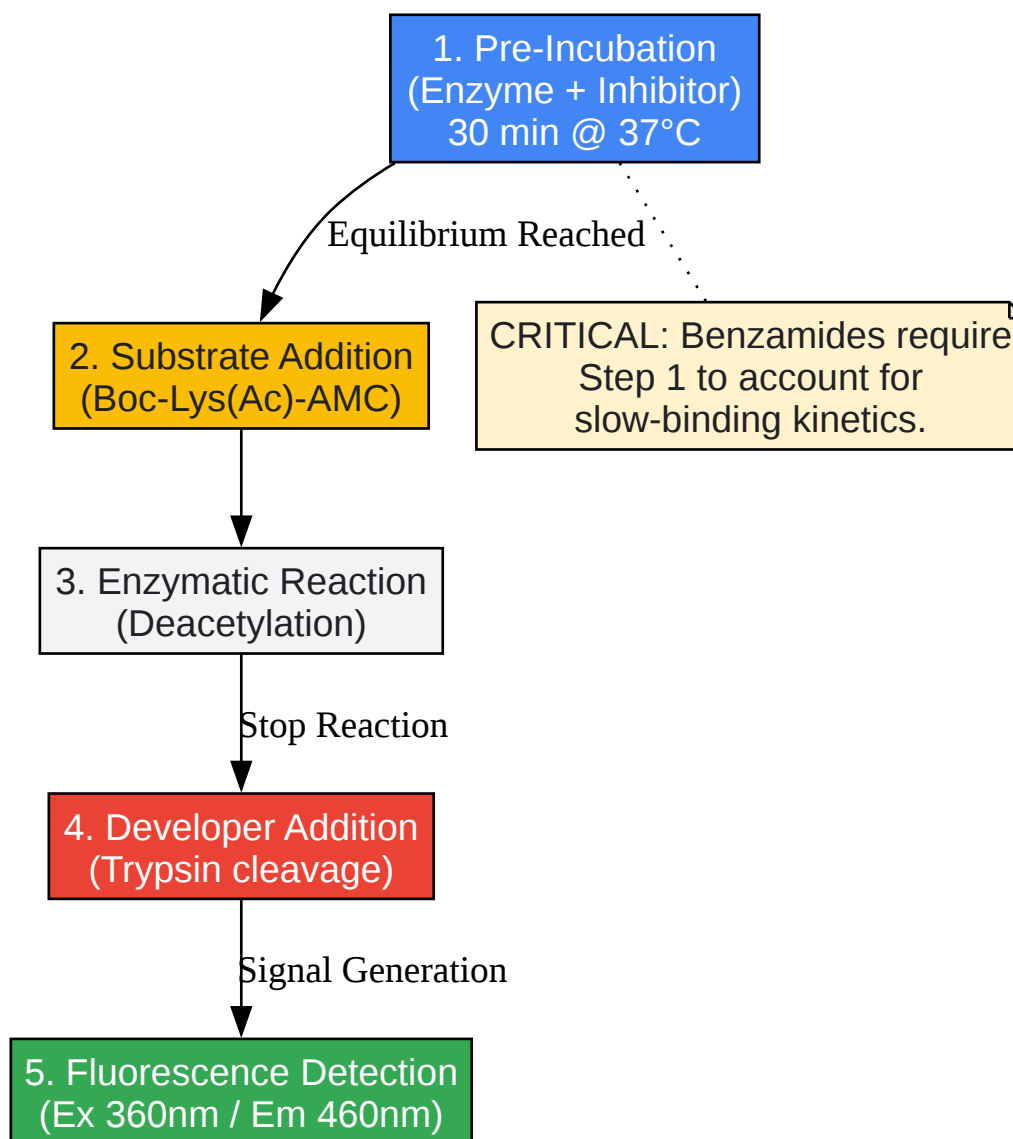 1. Pre-Incubation
(Enzyme + Inhibitor)
30 min @ 37°C
Equilibrium Reached
CRITICAL: Benzamides require
Step 1 to account for
slow-binding kinetics.
2. Substrate Addition
(Boc-Lys(Ac)-AMC)
3. Enzymatic Reaction
(Deacetylation)
Stop Reaction
4. Developer Addition
(Trypsin cleavage)
Signal Generation
5. Fluorescence Detection
(Ex 360nm / Em 460nm)